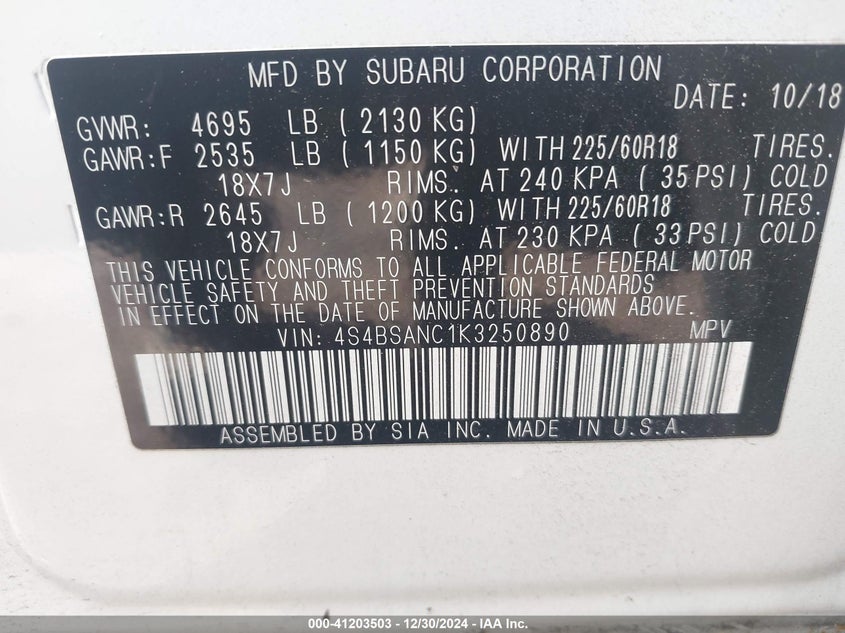 MFD BY SUBARU CORPORATION
DATE: 10/18
GVWR: 4695 LB ( 2130 KG)
GAWR:F 2535 LB ( 1150 KG) WITH 225/60R18 TIRES.
18X7J RIMS. AT 240 KPA ( 35 PSI) COLD
GAWR:R 2645 LB ( 1200 KG) WITH 225/60R18 TIRES.
18X7J RIMS. AT 230 KPA ( 33 PSI) COLD
THIS VEHICLE CONFORMS TO ALL APPLICABLE FEDERAL MOTOR
VEHICLE SAFETY AND THEFT PREVENTION STANDARDS
IN EFFECT ON THE DATE OF MANUFACTURE SHOWN ABOVE.
VIN: 4S4BSANC1K3250890 MPV
ASSEMBLED BY SIA INC. MADE IN U.S.A.
000-41203503 - 12/30/2024 - IAA Inc.